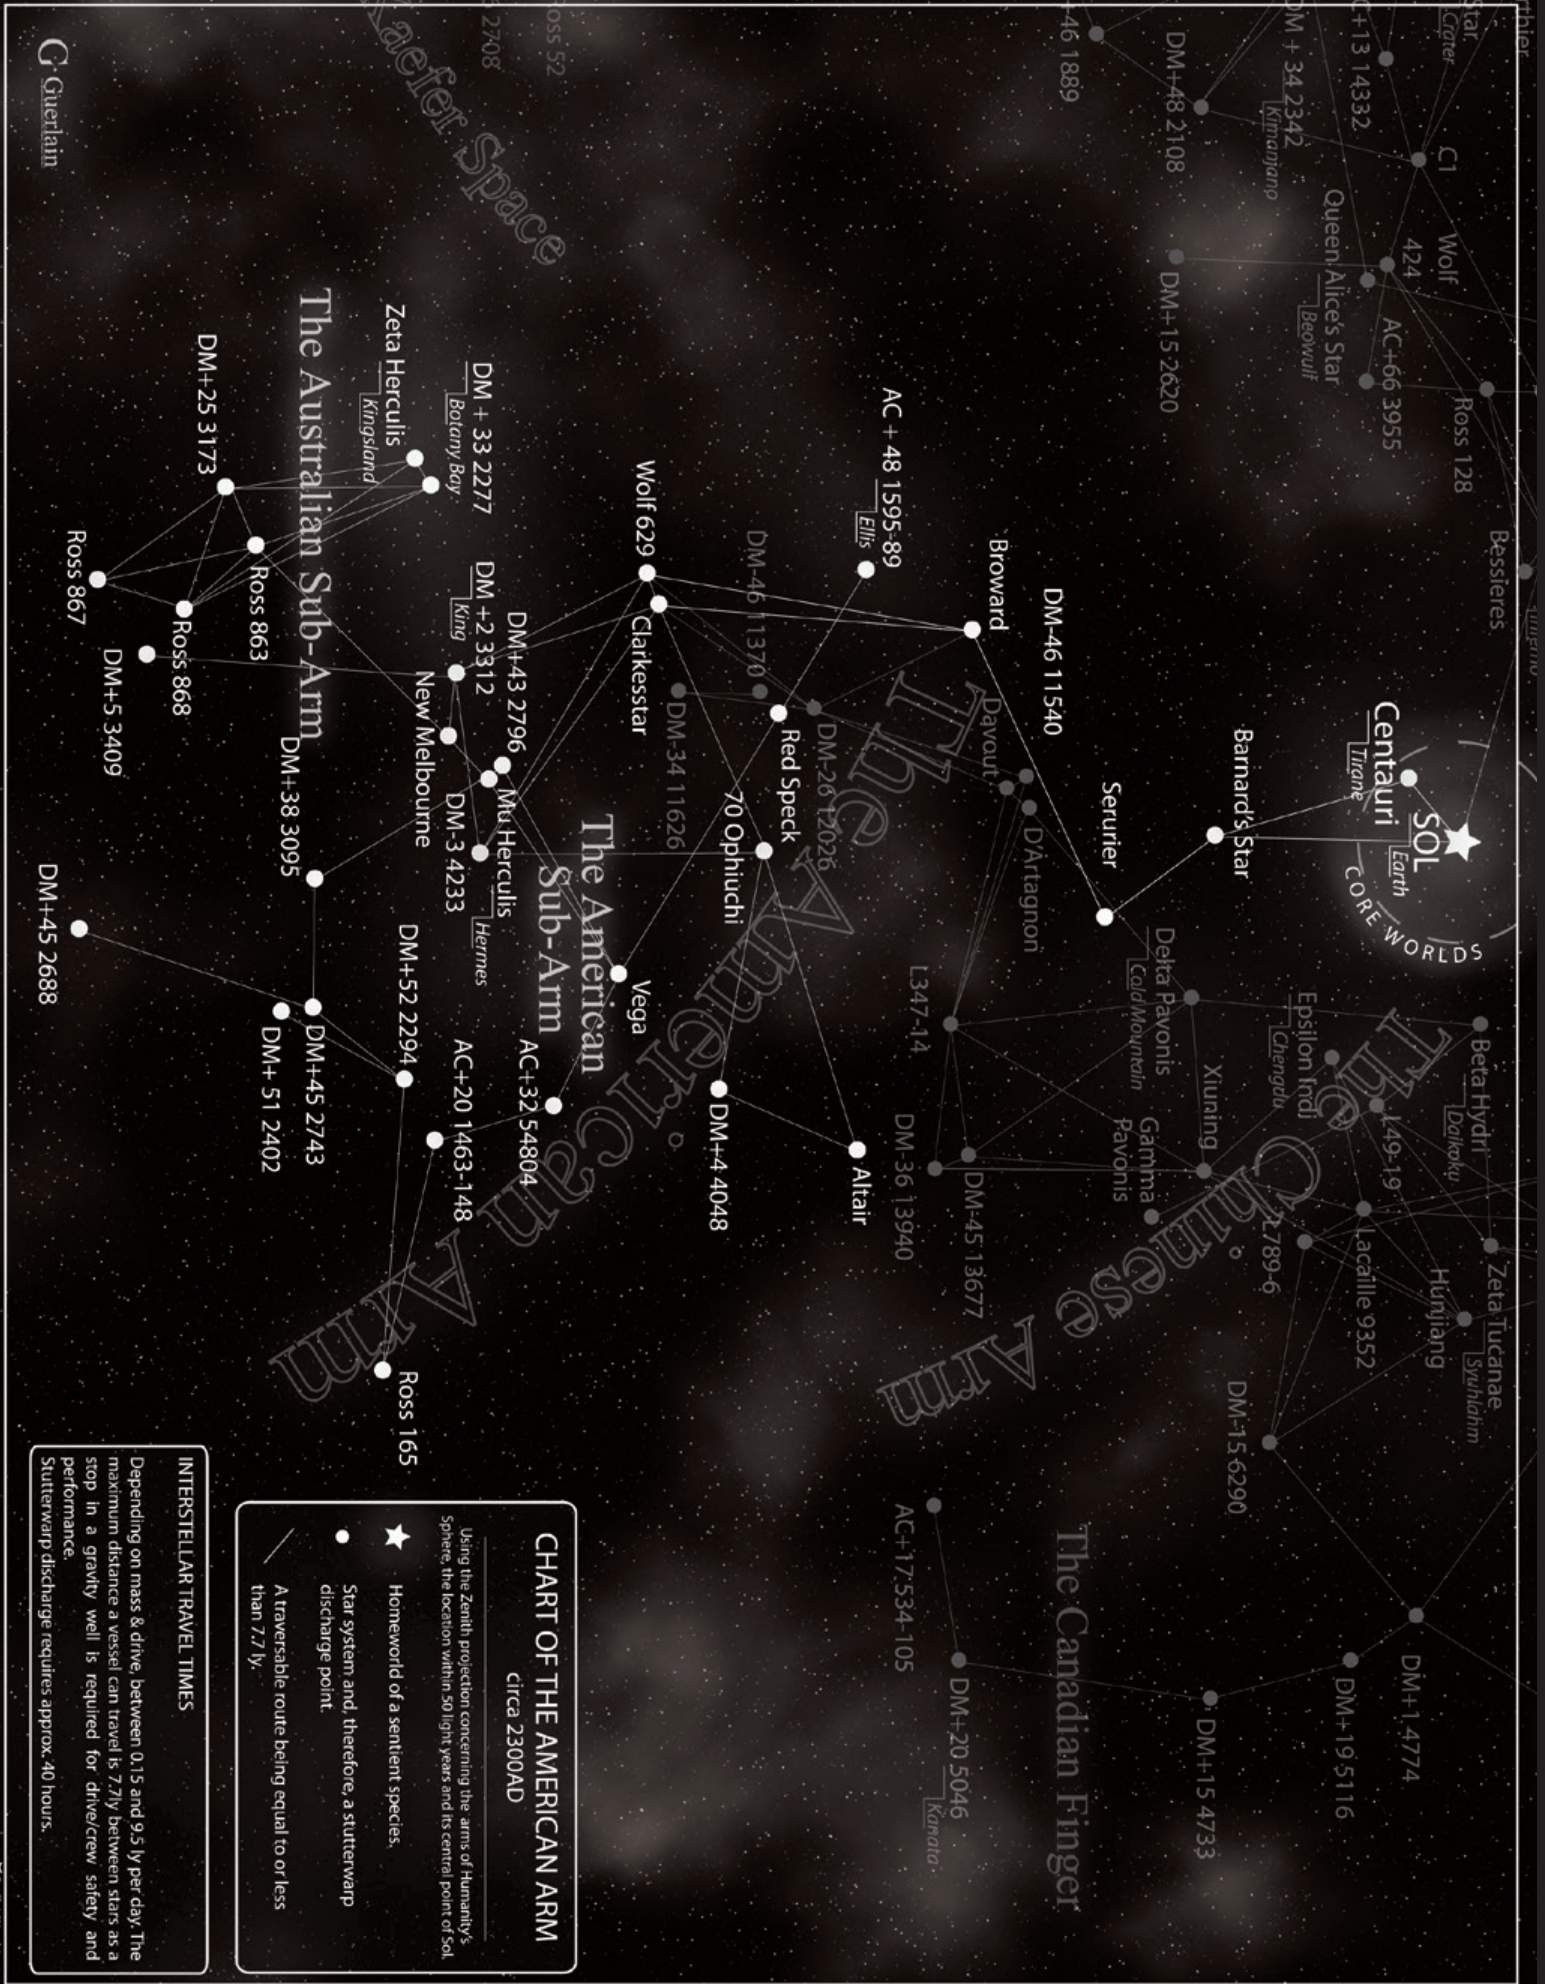 SOL
Earth
CORE WORLDS
Centauri
Tirane
Barnard's Star
Serurier
DM-46 11540
Broward
AC + 48 1595-89
Ellis
Red Speck
70 Ophiuchi
Altair
DM+4 4048
Wolf 629
Clarkesstar
Vega
The American
Sub-Arm
AC+32 54804
AC+20 1463-148
DM+52 2294
Ross 165
DM+43 2796
Mu Herculis
DM-3 4233
Hermes
DM +2 3312
King
New Melbourne
DM + 33 2277
Botany Bay
Zeta Herculis
Kingsland
The Australian Sub-Arm
DM+25 3173
Ross 863
Ross 868
Ross 867
DM+5 3409
DM+38 3095
DM+45 2743
DM+ 51 2402
DM+45 2688
The American Arm
The Chinese Arm
The Canadian Finger
Kaefer Space
Ross 52
2708
+46 1889
DM+48 2108
DM + 34 2342
Kimanjano
C+13 14332
Star
Crater
C1
Wolf
424
Queen Alice's Star
Beowulf
AC+66 3955
Ross 128
DM+15 2620
Bessieres
DM-46 11370
DM-34 11626
DM-26 12026
Davout
D'Artagnon
L347-14
Delta Pavonis
Cold Mountain
Epsilon Indi
Chengdu
Beta Hydri
Daikoku
L49-19
Xiuning
Gamma
Pavonis
DM-36 13940
DM-45 13677
L789-6
Lacaille 9352
Hunjiang
Zeta Tucanae
Syuhlahm
DM-15 6290
DM+1 4774
DM+19 5116
DM+15 4733
DM+20 5046
Kanata
AC+17 534-105
CHART OF THE AMERICAN ARM
circa 2300AD
Using the Zenith projection concerning the arms of Humanity's
Sphere, the location within 50 light years and its central point of Sol.
Homeworld of a sentient species.
Star system and, therefore, a stutterwarp
discharge point.
A traversable route being equal to or less
than 7.7 ly.
INTERSTELLAR TRAVEL TIMES
Depending on mass & drive, between 0.15 and 9.5 ly per day. The
maximum distance a vessel can travel is 7.7ly between stars as a
stop in a gravity well is required for drive/crew safety and
performance.
Stutterwarp discharge requires approx. 40 hours.
G Guerlain